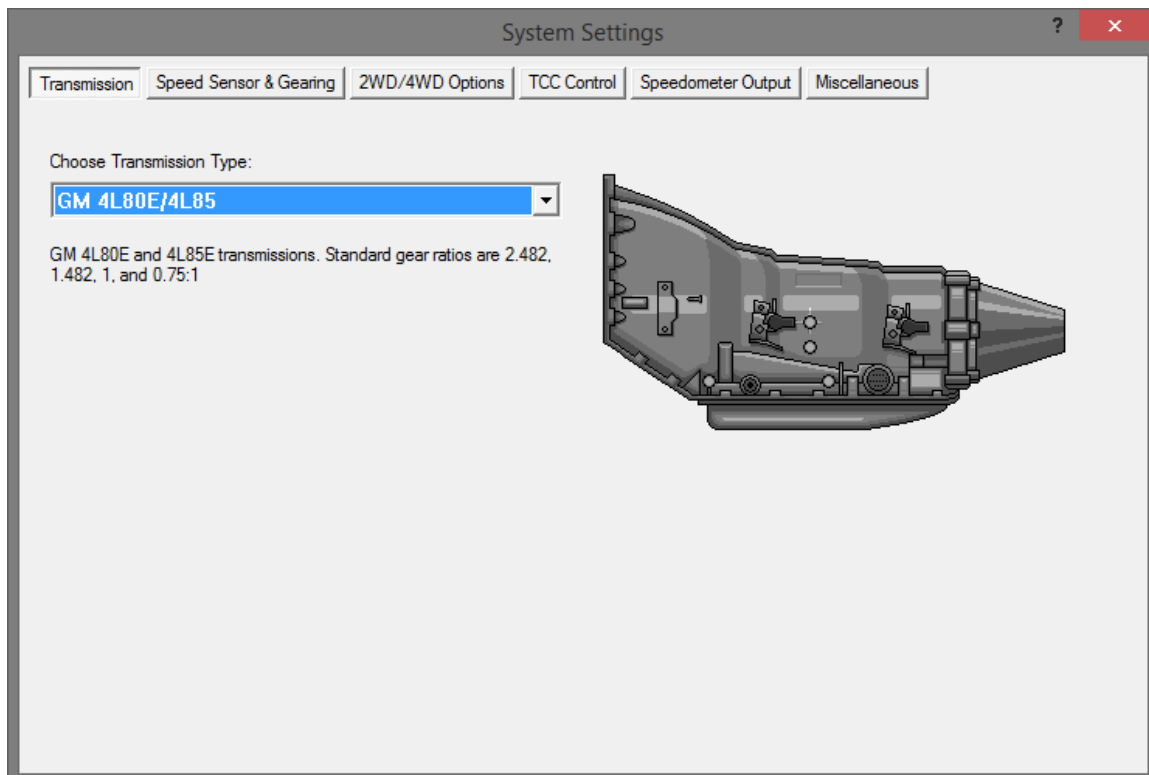 System Settings
?
Transmission
Speed Sensor & Gearing
2WD/4WD Options
TCC Control
Speedometer Output
Miscellaneous
Choose Transmission Type:
GM 4L80E/4L85
GM 4L80E and 4L85E transmissions. Standard gear ratios are 2.482,
1.482, 1, and 0.75:1